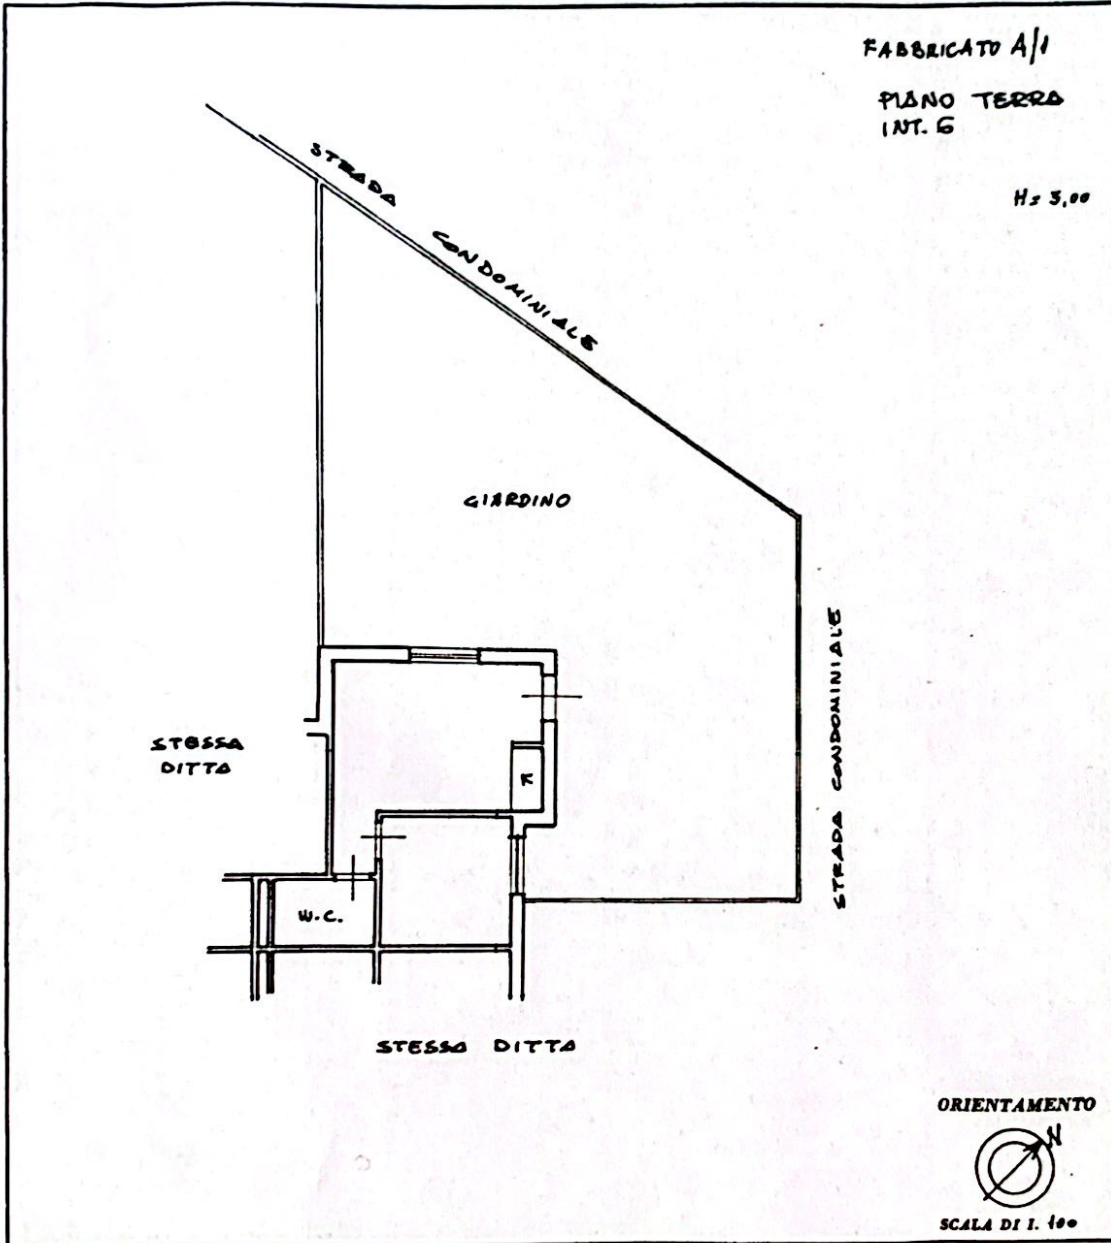 FABBRICATO A/1
PIANO TERRA
INT. 5
H= 3,00
STRADA CONDOMINIALE
GIARDINO
STRADA CONDOMINIALE
STESSA
DITTA
K
W.C.
STESSA DITTA
ORIENTAMENTO
N
SCALA DI 1. 100